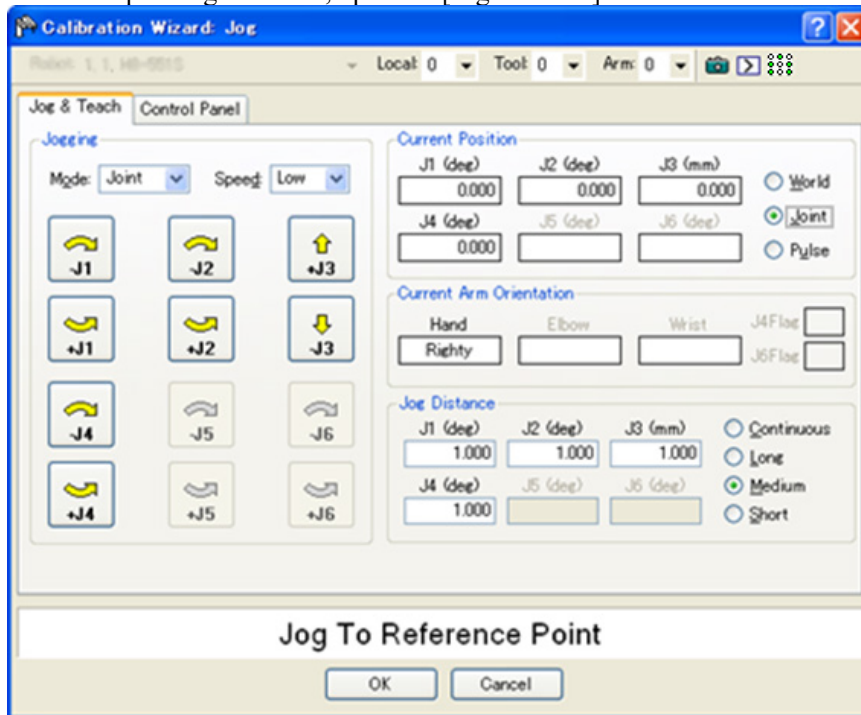 Calibration Wizard: Jog
Robot: 1, 1, H8-551S Local: 0 Tool: 0 Arm: 0
Jog & Teach Control Panel
Jogging
Mode: Joint Speed: Low
-J1 -J2 +J3
+J1 +J2 -J3
-J4 -J5 -J6
+J4 +J5 +J6
Current Position
J1 (deg) J2 (deg) J3 (mm)
0.000 0.000 0.000 World
J4 (deg) J5 (deg) J6 (deg) Joint
0.000 Pulse
Current Arm Orientation
Hand Elbow Wrist J4Flag
Righty J6Flag
Jog Distance
J1 (deg) J2 (deg) J3 (mm) Continuous
1.000 1.000 1.000 Long
J4 (deg) J5 (deg) J6 (deg) Medium
1.000 Short
Jog To Reference Point
OK Cancel